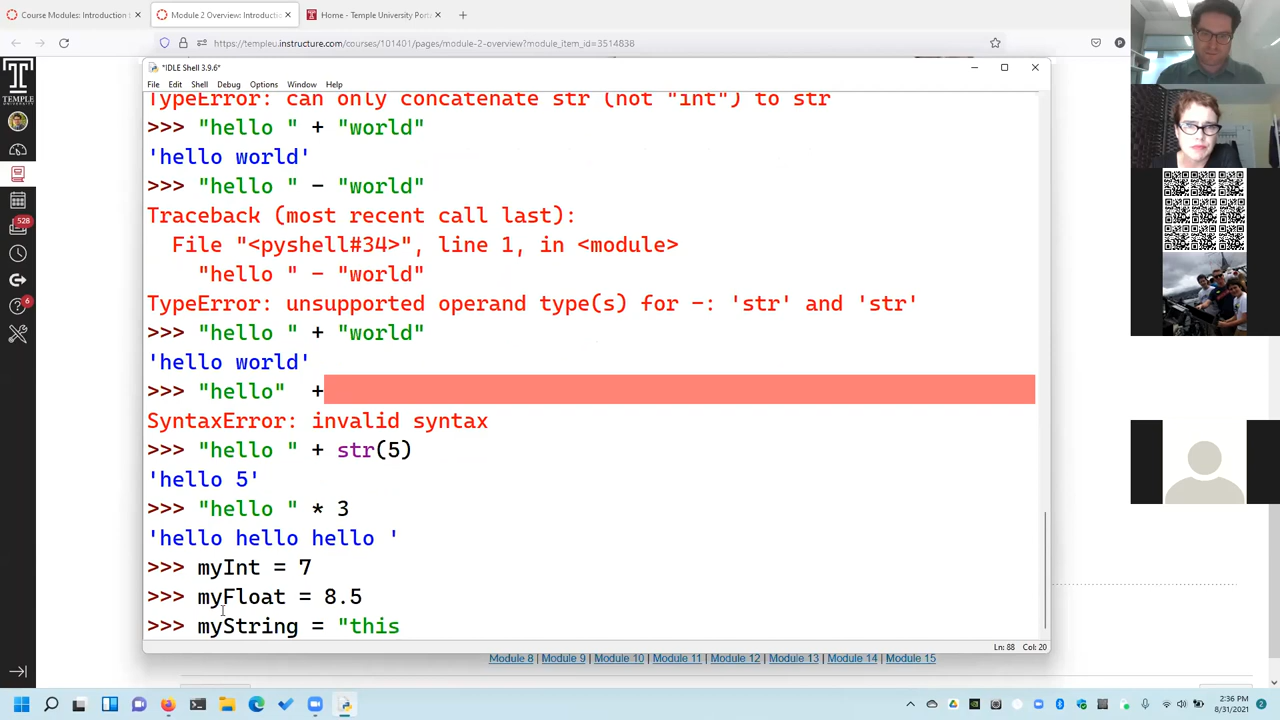 Course Modules: Introduction
Module 2 Overview: Introduction
Home - Temple University Port
https://templeu.instructure.com/courses/101401/pages/module-2-overview?module_item_id=3514838
*IDLE Shell 3.9.6*
File Edit Shell Debug Options Window Help
TypeError: can only concatenate str (not "int") to str
>>> "hello " + "world"
'hello world'
>>> "hello " - "world"
Traceback (most recent call last):
File "<pyshell#34>", line 1, in <module>
"hello " - "world"
TypeError: unsupported operand type(s) for -: 'str' and 'str'
>>> "hello " + "world"
'hello world'
>>> "hello"  +
SyntaxError: invalid syntax
>>> "hello " + str(5)
'hello 5'
>>> "hello " * 3
'hello hello hello '
>>> myInt = 7
>>> myFloat = 8.5
>>> myString = "this
Ln: 88 Col: 20
Module 8 | Module 9 | Module 10 | Module 11 | Module 12 | Module 13 | Module 14 | Module 15
TEMPLE
528
6
2:36 PM
8/31/2021